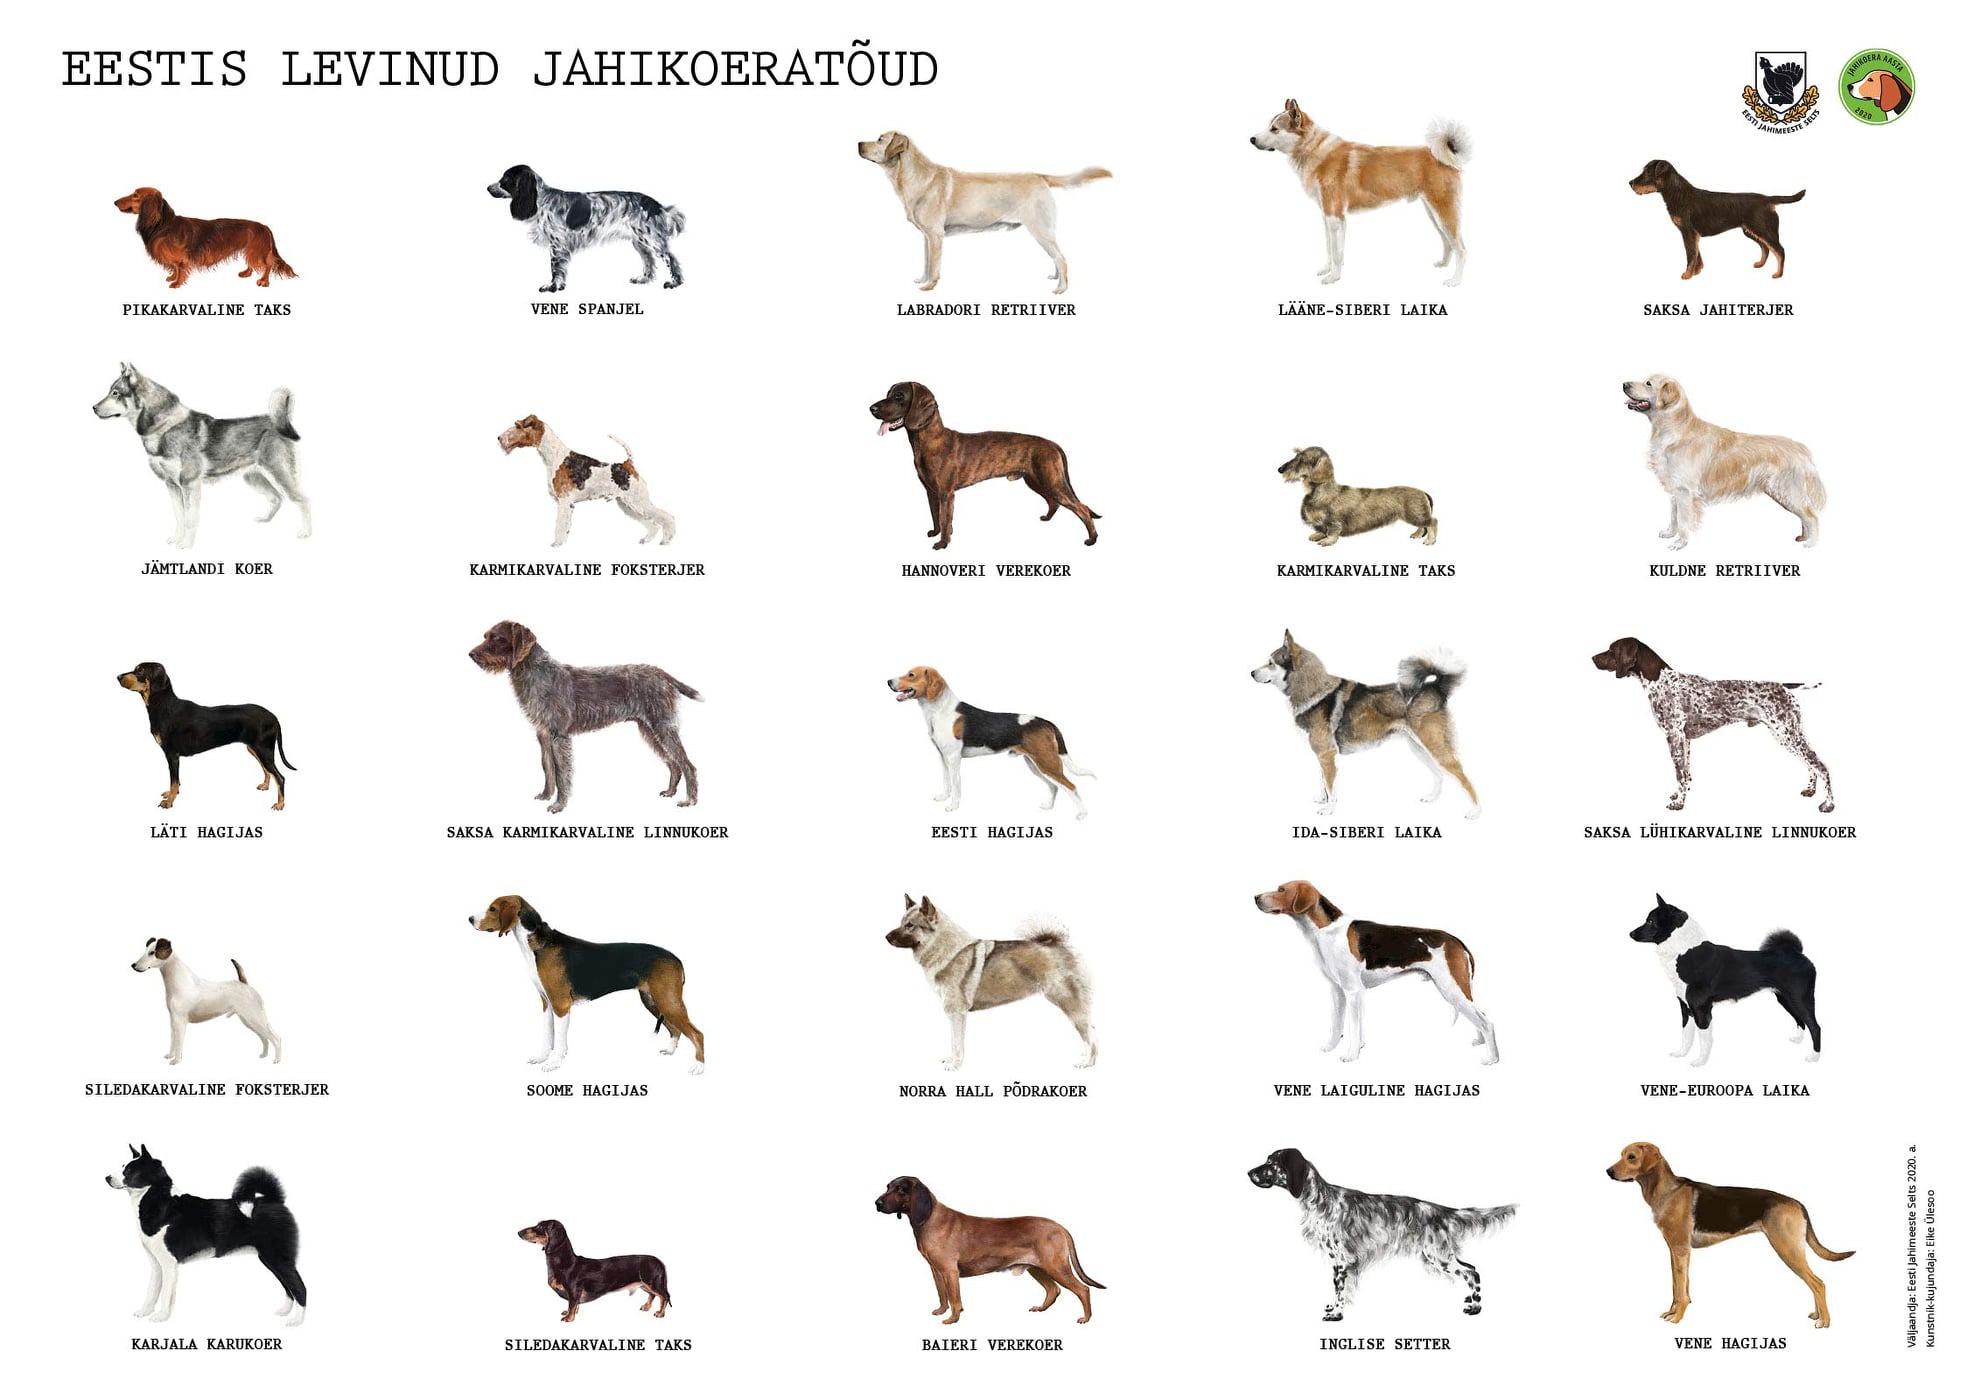 EESTIS LEVINUD JAHIKOERATÕUD
EESTI JAHIMEESTE SELTS
JAHIKOERA AASTA
2020
PIKAKARVALINE TAKS
VENE SPANJEL
LABRADORI RETRIIVER
LÄÄNE-SIBERI LAIKA
SAKSA JAHITERJER
JÄMTLANDI KOER
KARMIKARVALINE FOKSTERJER
HANNOVERI VEREKOER
KARMIKARVALINE TAKS
KULDNE RETRIIVER
LÄTI HAGIJAS
SAKSA KARMIKARVALINE LINNUKOER
EESTI HAGIJAS
IDA-SIBERI LAIKA
SAKSA LÜHIKARVALINE LINNUKOER
SILEDAKARVALINE FOKSTERJER
SOOME HAGIJAS
NORRA HALL PÕDRAKOER
VENE LAIGULINE HAGIJAS
VENE-EUROOPA LAIKA
KARJALA KARUKOER
SILEDAKARVALINE TAKS
BAIERI VEREKOER
INGLISE SETTER
VENE HAGIJAS
Väljaandja: Eesti Jahimeeste Selts 2020. a.
Kunstnik-kujundaja: Eike Ülesoo